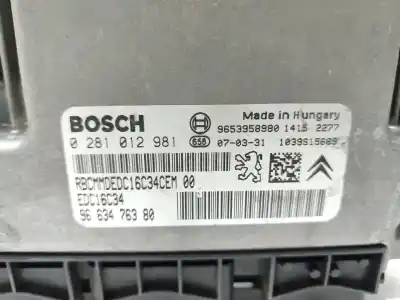 BOSCH
Made in Hungary
9653958980 1415 2277
0 281 012 981
658
07-03-31 1039S15689
RBCMMDEDC16C34CEM 00
EDC16C34
96 634 763 80